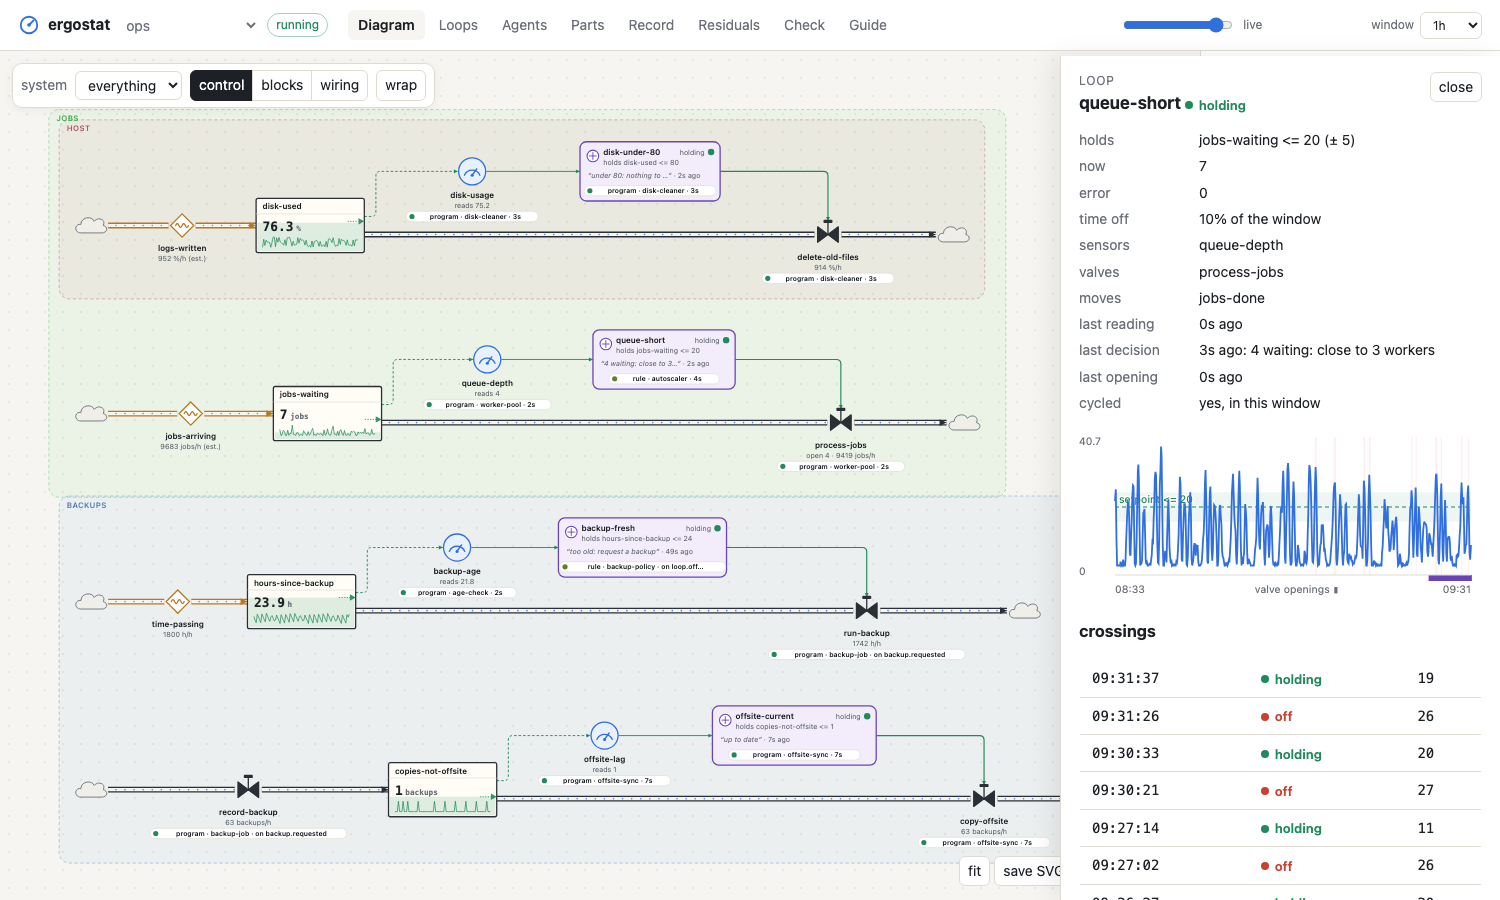 ergostat
ops
running
Diagram
Loops
Agents
Parts
Record
Residuals
Check
Guide
live
window
1h
system
everything
control
blocks
wiring
wrap
JOBS
HOST
disk-under-80
holding
holds disk-used <= 80
"under 80: nothing to ..." · 2s ago
program · disk-cleaner · 3s
disk-usage
reads 75.2
program · disk-cleaner · 3s
disk-used
76.3 %
logs-written
952 %/h (est.)
delete-old-files
914 %/h
program · disk-cleaner · 3s
queue-short
holding
holds jobs-waiting <= 20
"4 waiting: close to 3..." · 2s ago
rule · autoscaler · 4s
queue-depth
reads 4
program · worker-pool · 2s
jobs-waiting
7 jobs
jobs-arriving
9683 jobs/h (est.)
process-jobs
open 4 · 9419 jobs/h
program · worker-pool · 2s
BACKUPS
backup-fresh
holding
holds hours-since-backup <= 24
"too old: request a backup" · 49s ago
rule · backup-policy · on loop.off...
backup-age
reads 21.8
program · age-check · 2s
hours-since-backup
23.9 h
time-passing
1800 h/h
run-backup
1742 h/h
program · backup-job · on backup.requested
offsite-current
holding
holds copies-not-offsite <= 1
"up to date" · 7s ago
program · offsite-sync · 7s
offsite-lag
reads 1
program · offsite-sync · 7s
copies-not-offsite
1 backups
record-backup
63 backups/h
program · backup-job · on backup.requested
copy-offsite
63 backups/h
program · offsite-sync · 7s
fit
save SVG
LOOP
queue-short holding
close
holds jobs-waiting <= 20 (± 5)
now 7
error 0
time off 10% of the window
sensors queue-depth
valves process-jobs
moves jobs-done
last reading 0s ago
last decision 3s ago: 4 waiting: close to 3 workers
last opening 0s ago
cycled yes, in this window
40.7
setpoint <= 20
0
08:33
valve openings
09:31
crossings
09:31:37 holding 19
09:31:26 off 26
09:30:33 holding 20
09:30:21 off 27
09:27:14 holding 11
09:27:02 off 26